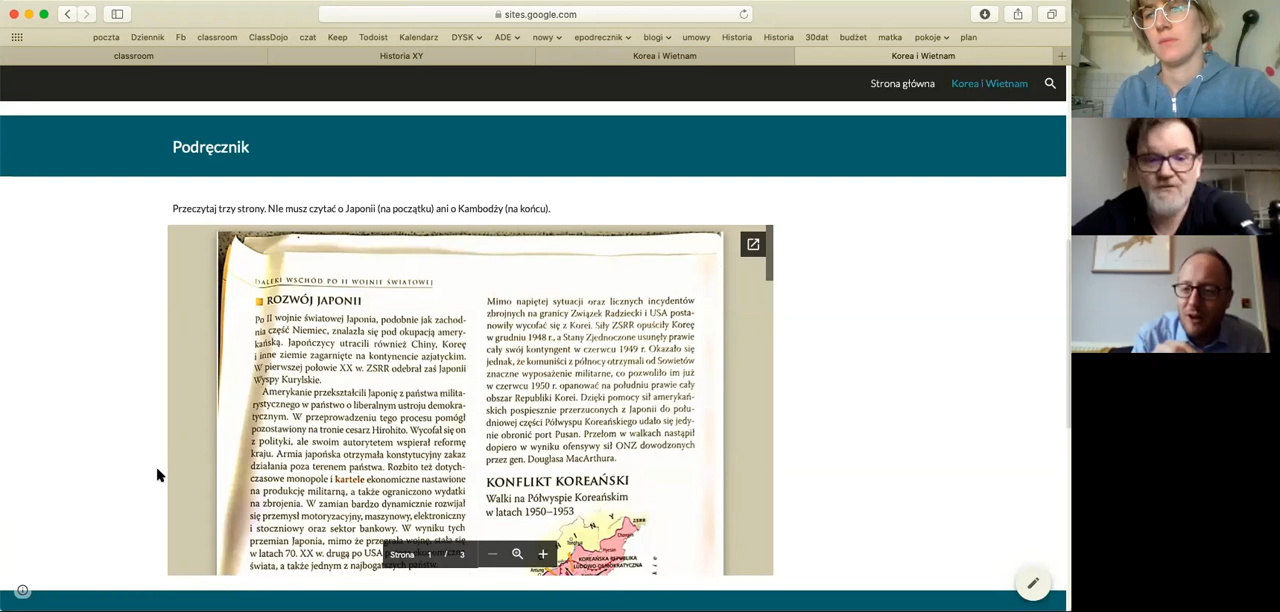 sites.google.com
poczta Dziennik Fb classroom ClassDojo czat Keep Todoist Kalendarz DYSK ADE nowy epodrecznik blogi umowy Historia Historia 30dat budżet matka pokoje plan
classroom Historia XY Korea i Wietnam Korea i Wietnam
Strona główna Korea i Wietnam
Podręcznik
Przeczytaj trzy strony. NIe musz czytać o Japonii (na początku) ani o Kambodży (na końcu).
DALEKI WSCHÓD PO II WOJNIE ŚWIATOWEJ
ROZWÓJ JAPONII
Po II wojnie światowej Japonia, podobnie jak zachod-
nia część Niemiec, znalazła się pod okupacją amery-
kańską. Japończycy utracili również Chiny, Koreę
i inne ziemie zagarnięte na kontynencie azjatyckim.
W pierwszej połowie XX w. ZSRR odebrał zaś Japonii
Wyspy Kurylskie.
Amerykanie przekształcili Japonię z państwa milita-
rystycznego w państwo o liberalnym ustroju demokra-
tycznym. W przeprowadzeniu tego procesu pomógł
pozostawiony na tronie cesarz Hirohito. Wycofał się on
z polityki, ale swoim autorytetem wspierał reformę
kraju. Armia japońska otrzymała konstytucyjny zakaz
działania poza terenem państwa. Rozbito też dotych-
czasowe monopole i kartele ekonomiczne nastawione
na produkcję militarną, a także ograniczono wydatki
na zbrojenia. W zamian bardzo dynamicznie rozwijał
się przemysł motoryzacyjny, maszynowy, elektroniczny
i stoczniowy oraz sektor bankowy. W wyniku tych
przemian Japonia, mimo że przegrała wojnę, stała się
w latach 70. XX w. drugą po USA
świata, a także jednym z najbogatszych państw.
Mimo napiętej sytuacji oraz licznych incydentów
zbrojnych na granicy Związek Radziecki i USA posta-
nowiły wycofać się z Korei. Siły ZSRR opuściły Koreę
w grudniu 1948 r., a Stany Zjednoczone usunęły prawie
cały swój kontyngent w czerwcu 1949 r. Okazało się
jednak, że komuniści z północy otrzymali od Sowietów
znaczne wyposażenie militarne, co pozwoliło im już
w czerwcu 1950 r. opanować na południu prawie cały
obszar Republiki Korei. Dzięki pomocy sił amerykań-
skich pospiesznie przerzuconych z Japonii do połu-
dniowej części Półwyspu Koreańskiego udało się jedy-
nie obronić port Pusan. Przełom w walkach nastąpił
dopiero w wyniku ofensywy sił ONZ dowodzonych
przez gen. Douglasa MacArthura.
KONFLIKT KOREAŃSKI
Walki na Półwyspie Koreańskim
w latach 1950–1953
ZSRR
C H I N Y
KOREAŃSKA REPUBLIKA
LUDOWO-DEMOKRATYCZNA
Strona 1 / 3